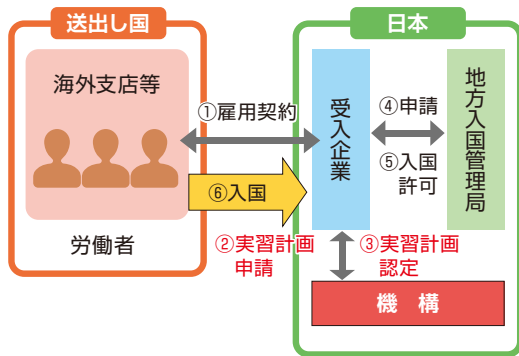 送出し国
海外支店等
労働者
①雇用契約
⑥入国
②実習計画
申請
日本
受入企業
④申請
⑤入国
許可
地方入国管理局
③実習計画
認定
機 構